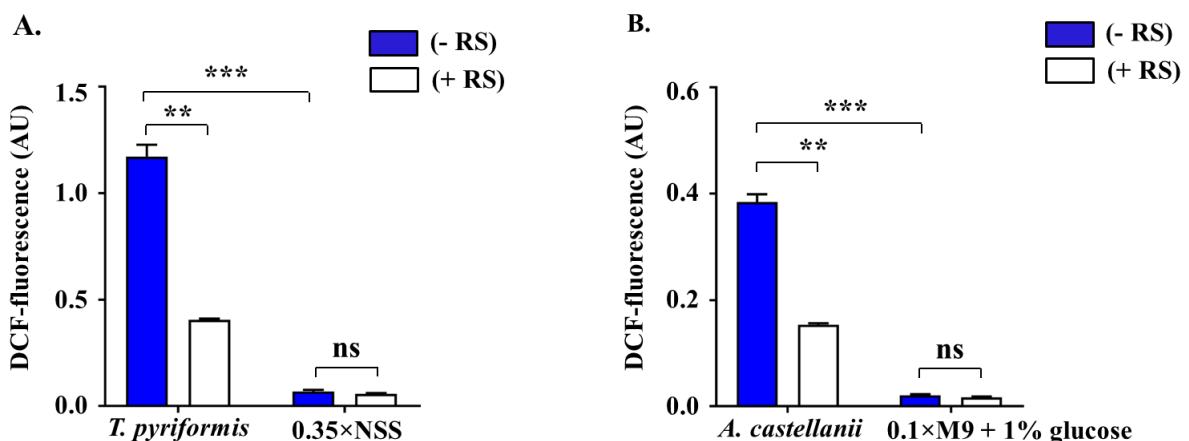 A.
(- RS)
(+ RS)
DCF-fluorescence (AU)
1.5
1.0
0.5
0.0
***
**
ns
T. pyriformis
0.35×NSS
B.
(- RS)
(+ RS)
DCF-fluorescence (AU)
0.6
0.4
0.2
0.0
***
**
ns
A. castellanii
0.1×M9 + 1% glucose